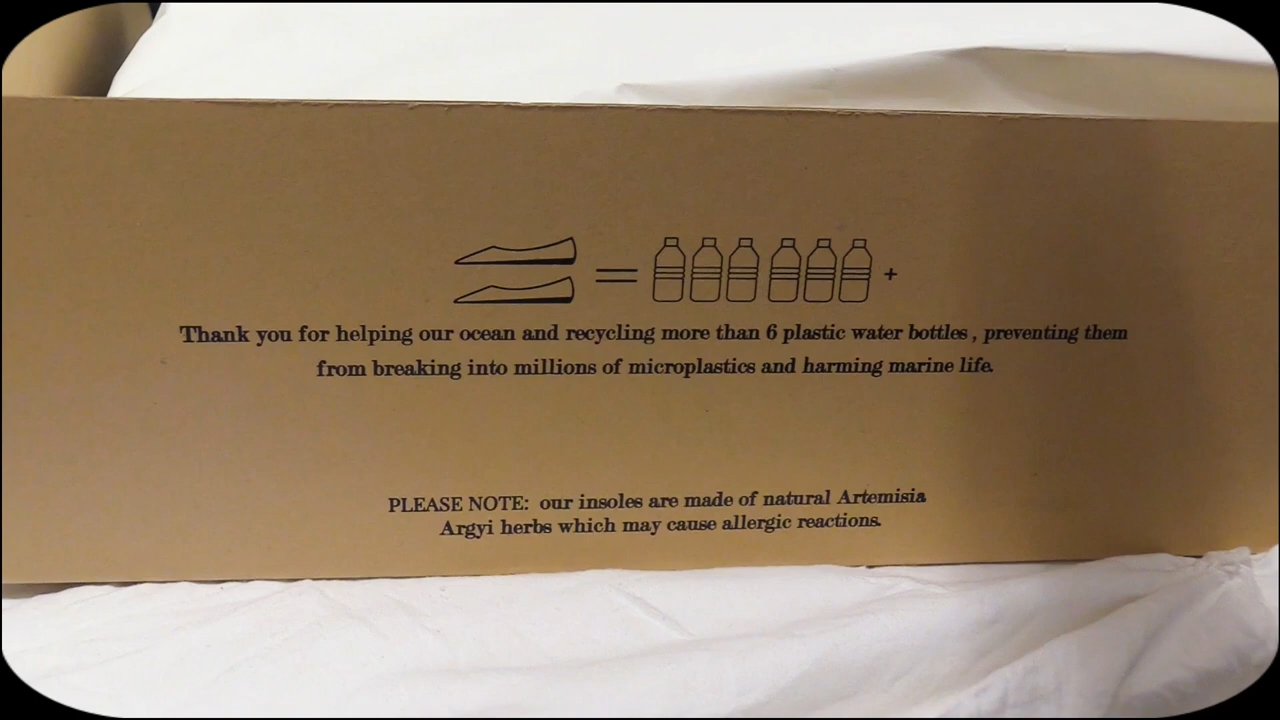 Thank you for helping our ocean and recycling more than 6 plastic water bottles , preventing them
from breaking into millions of microplastics and harming marine life.
PLEASE NOTE: our insoles are made of natural Artemisia
Argyi herbs which may cause allergic reactions.